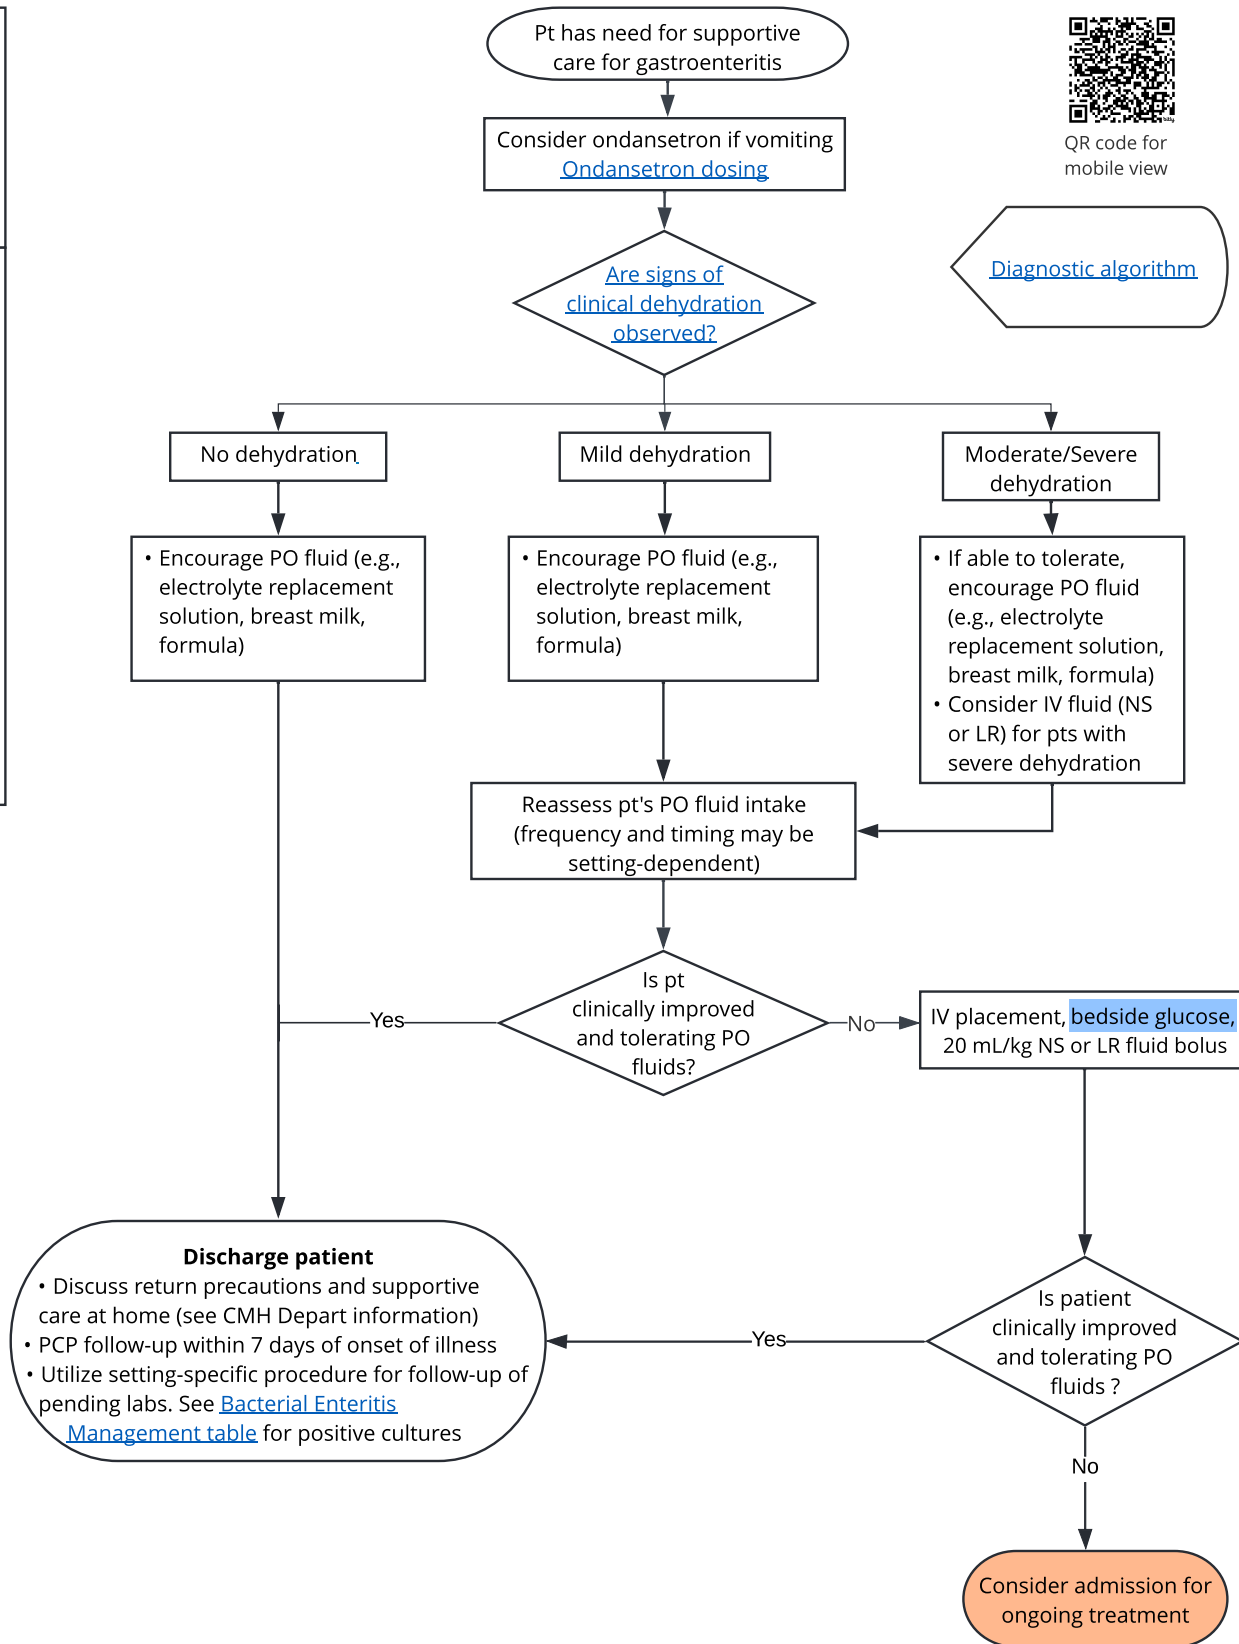 Pt has need for supportive
care for gastroenteritis
QR code for
mobile view
Consider ondansetron if vomiting
Ondansetron dosing
Diagnostic algorithm
Are signs of
clinical dehydration
observed?
No dehydration
Mild dehydration
Moderate/Severe
dehydration
• Encourage PO fluid (e.g.,
electrolyte replacement
solution, breast milk,
formula)
• Encourage PO fluid (e.g.,
electrolyte replacement
solution, breast milk,
formula)
• If able to tolerate,
encourage PO fluid
(e.g., electrolyte
replacement solution,
breast milk, formula)
• Consider IV fluid (NS
or LR) for pts with
severe dehydration
Reassess pt's PO fluid intake
(frequency and timing may be
setting-dependent)
Is pt
clinically improved
and tolerating PO
fluids?
Yes
No
IV placement, bedside glucose,
20 mL/kg NS or LR fluid bolus
Discharge patient
• Discuss return precautions and supportive
care at home (see CMH Depart information)
• PCP follow-up within 7 days of onset of illness
• Utilize setting-specific procedure for follow-up of
pending labs. See Bacterial Enteritis
Management table for positive cultures
Yes
Is patient
clinically improved
and tolerating PO
fluids ?
No
Consider admission for
ongoing treatment